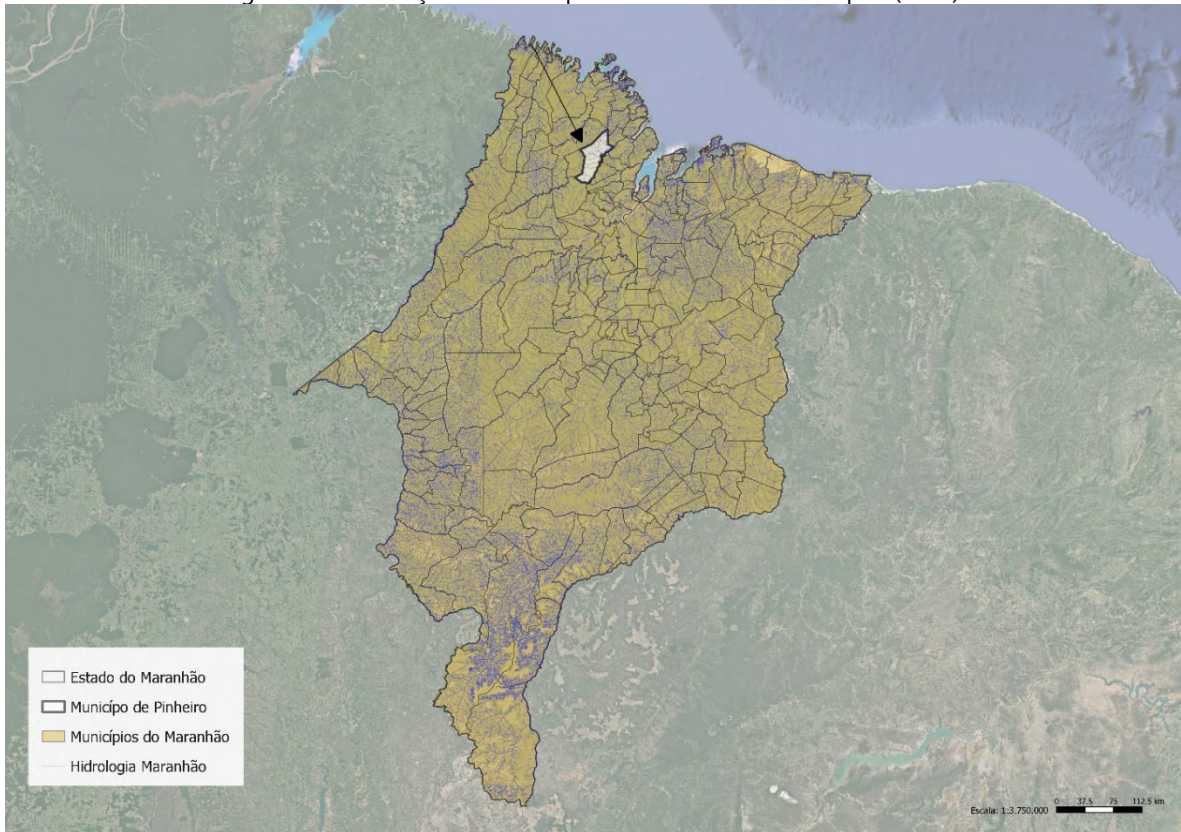 Estado do Maranhão
Municípo de Pinheiro
Municípios do Maranhão
Hidrologia Maranhão
Escala: 1:3.750.000 0 37.5 75 112.5 km